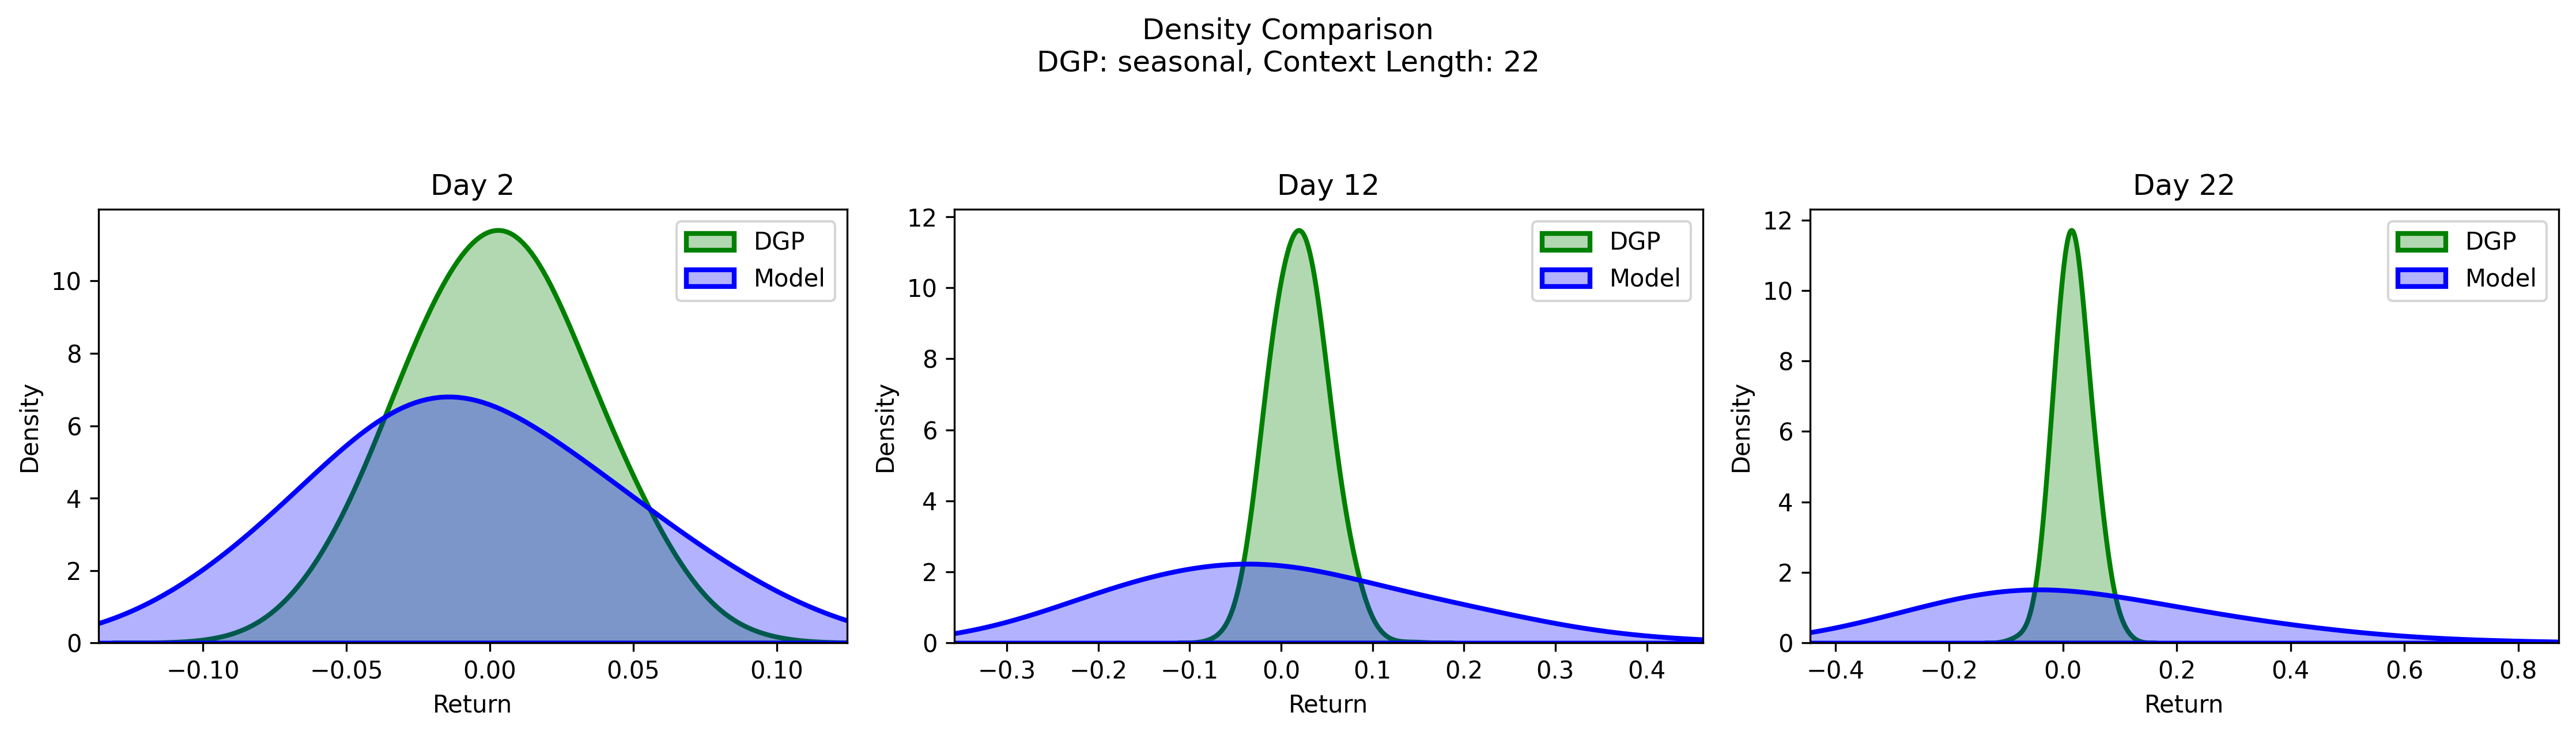 Density Comparison
DGP: seasonal, Context Length: 22
Day 2
DGP
Model
Density
10
8
6
4
2
0
−0.10 −0.05 0.00 0.05 0.10
Return
Day 12
DGP
Model
Density
12
10
8
6
4
2
0
−0.3 −0.2 −0.1 0.0 0.1 0.2 0.3 0.4
Return
Day 22
DGP
Model
Density
12
10
8
6
4
2
0
−0.4 −0.2 0.0 0.2 0.4 0.6 0.8
Return